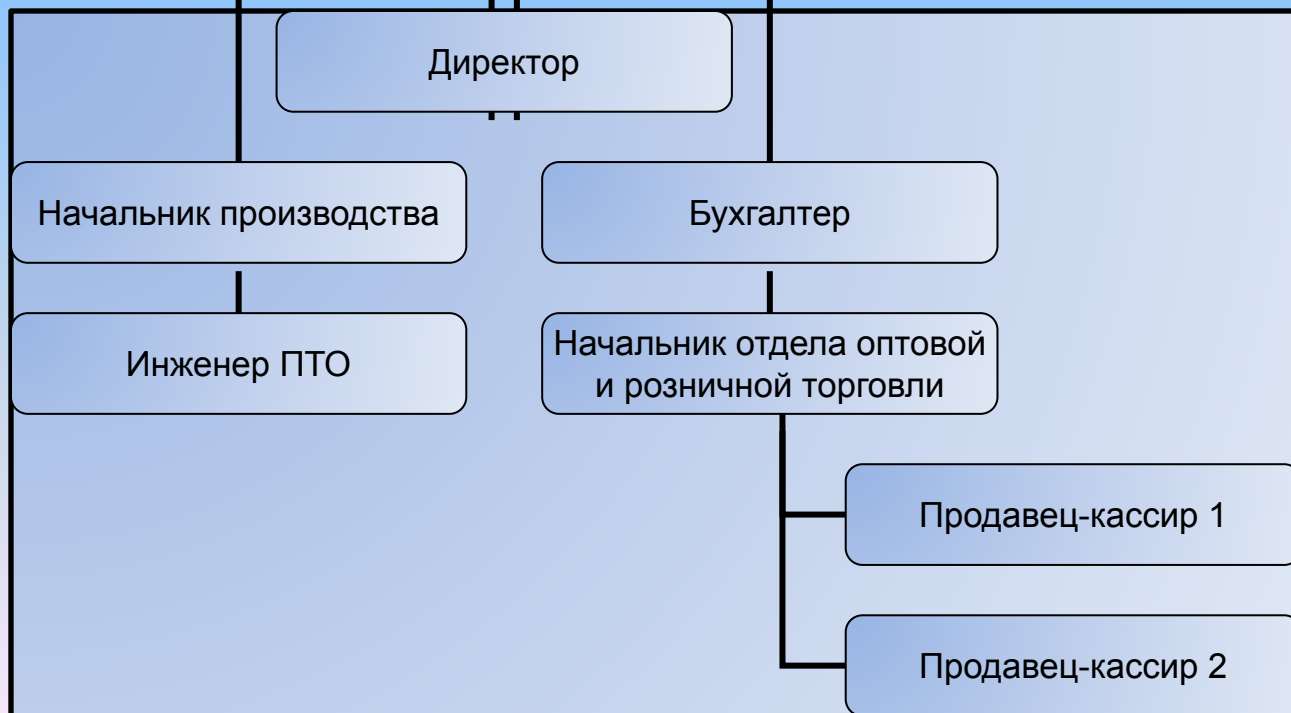 Директор
Начальник производства
Бухгалтер
Инженер ПТО
Начальник отдела оптовой
и розничной торговли
Продавец-кассир 1
Продавец-кассир 2